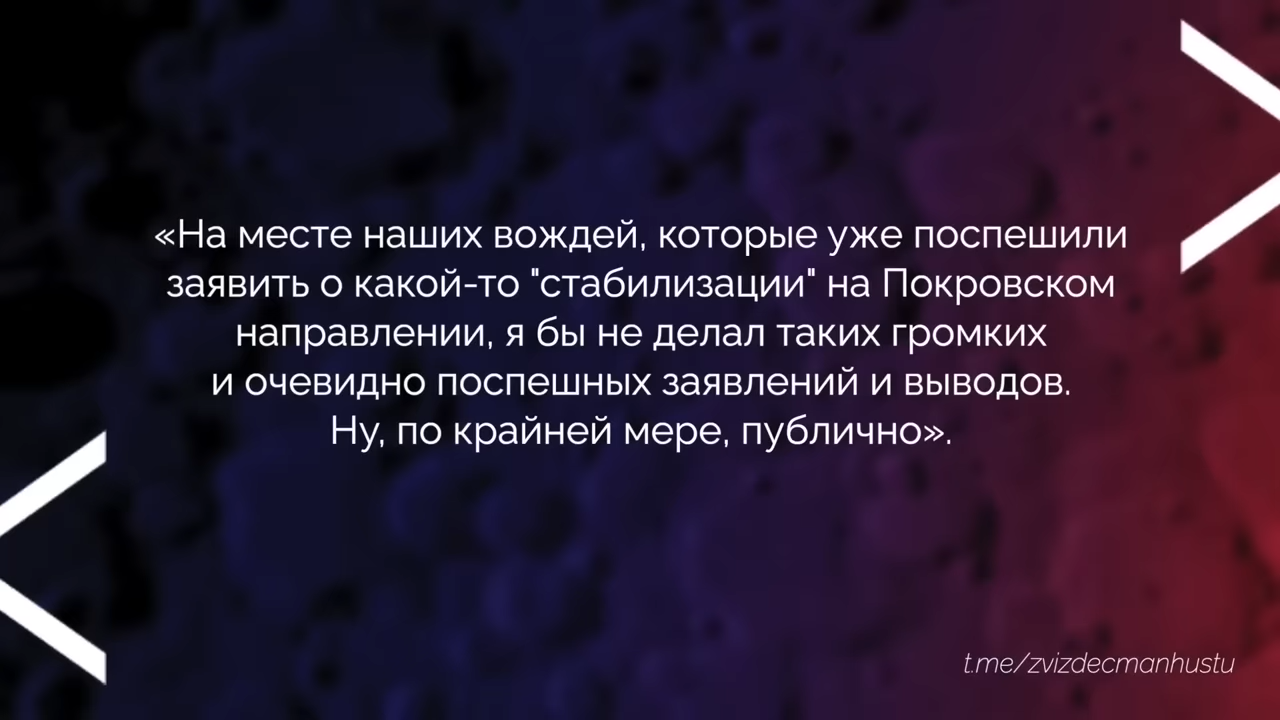 «На месте наших вождей, которые уже поспешили
заявить о какой-то "стабилизации" на Покровском
направлении, я бы не делал таких громких
и очевидно поспешных заявлений и выводов.
Ну, по крайней мере, публично».
t.me/zvizdecmanhustu